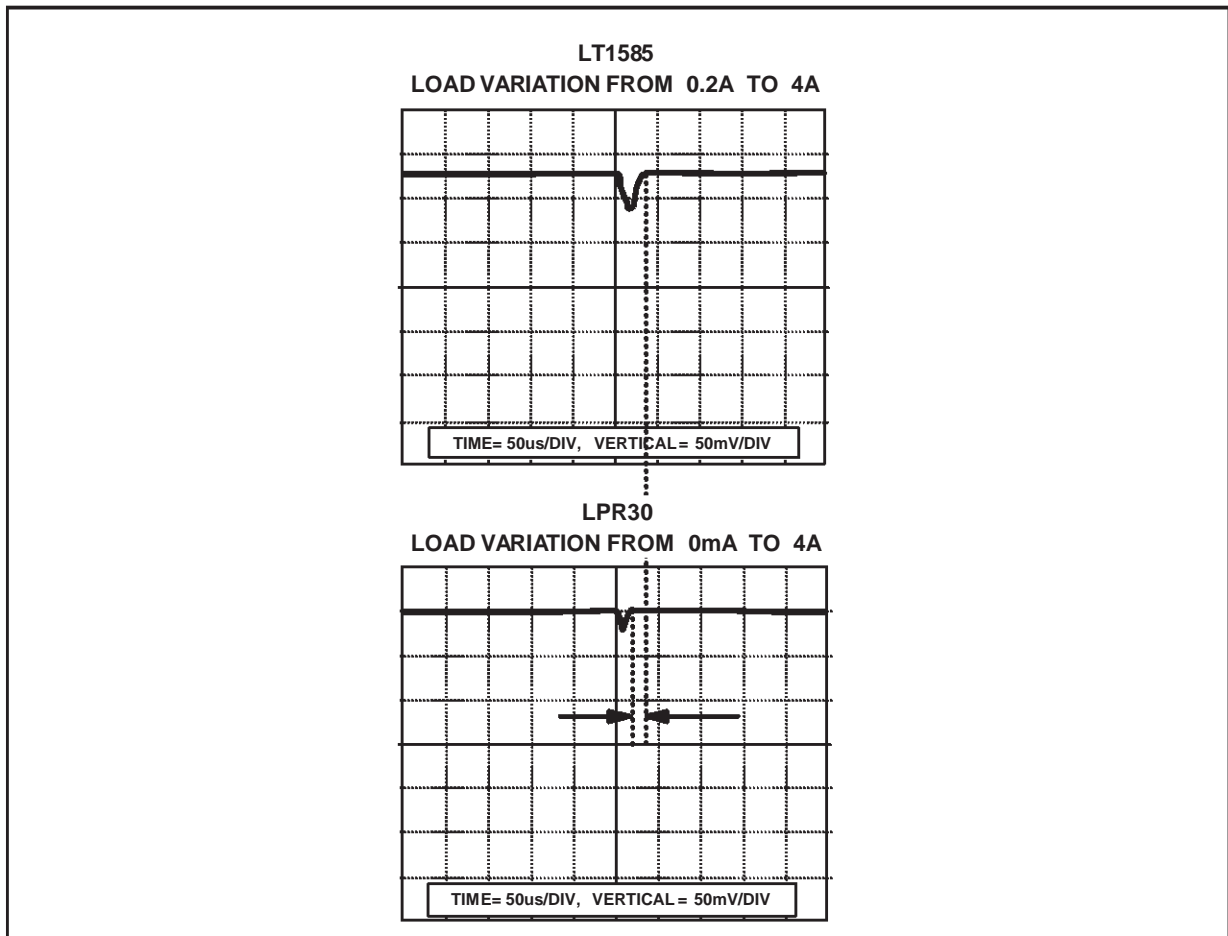 LT1585
LOAD VARIATION FROM 0.2A TO 4A
TIME= 50us/DIV, VERTICAL= 50mV/DIV
LPR30
LOAD VARIATION FROM 0mA TO 4A
TIME= 50us/DIV, VERTICAL= 50mV/DIV